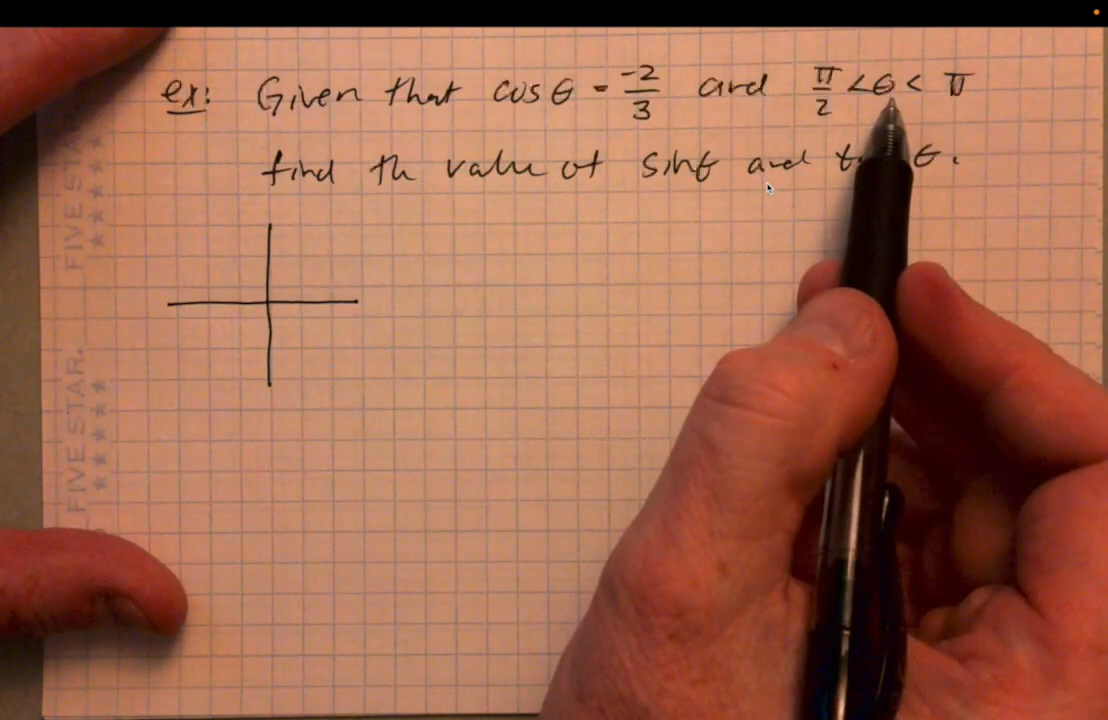 ex: Given that cos θ = -2/3 and π/2 < θ < π
find the value of sin θ and θ.
FIVE STAR.
FIVE STAR.